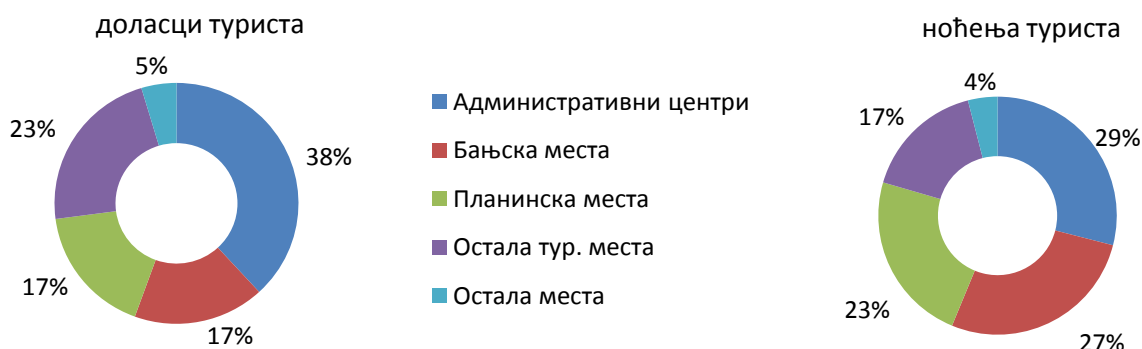 доласци туриста
5%
23%
38%
17%
17%
Административни центри
Бањска места
Планинска места
Остала тур. места
Остала места
ноћења туриста
4%
17%
29%
23%
27%